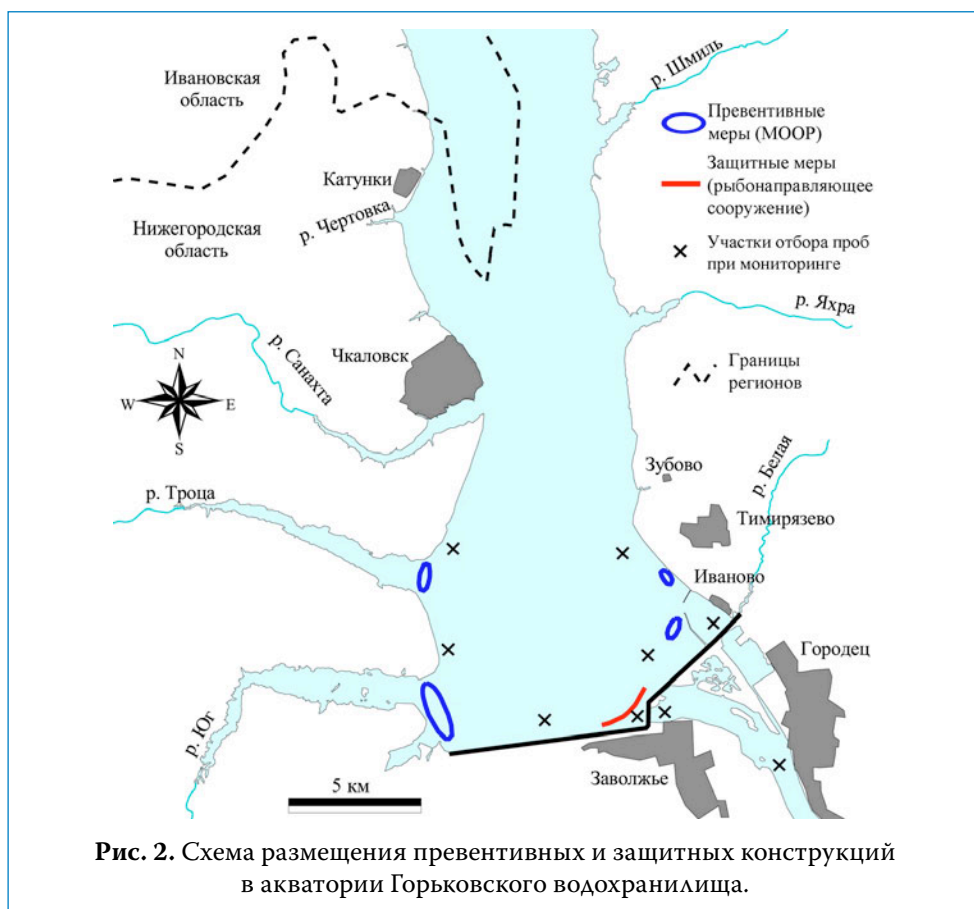 Ивановская
область
Нижегородская
область
Катунки
р. Чертовка
р. Шмиль
Превентивные
меры (МООР)
Защитные меры
(рыбонаправляющее
сооружение)
Участки отбора проб
при мониторинге
р. Яхра
Границы
регионов
р. Санахта
Чкаловск
N
W
E
S
р. Троца
Зубово
р. Белая
Тимирязево
Иваново
Городец
р. Юг
Заволжье
5 км
Рис. 2. Схема размещения превентивных и защитных конструкций
в акватории Горьковского водохранилища.